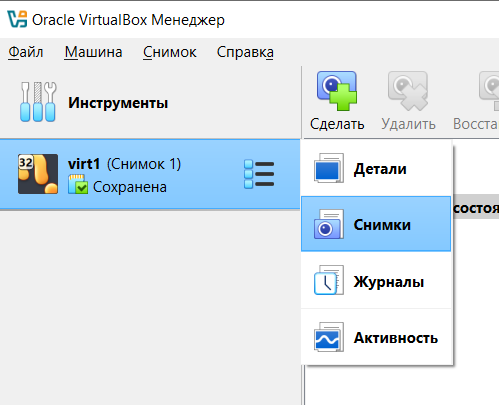 Oracle VirtualBox Менеджер
Файл Машина Снимок Справка
Инструменты
Сделать Удалить
32 virt1 (Снимок 1)
Сохранена
Детали
Снимки
Журналы
Активность